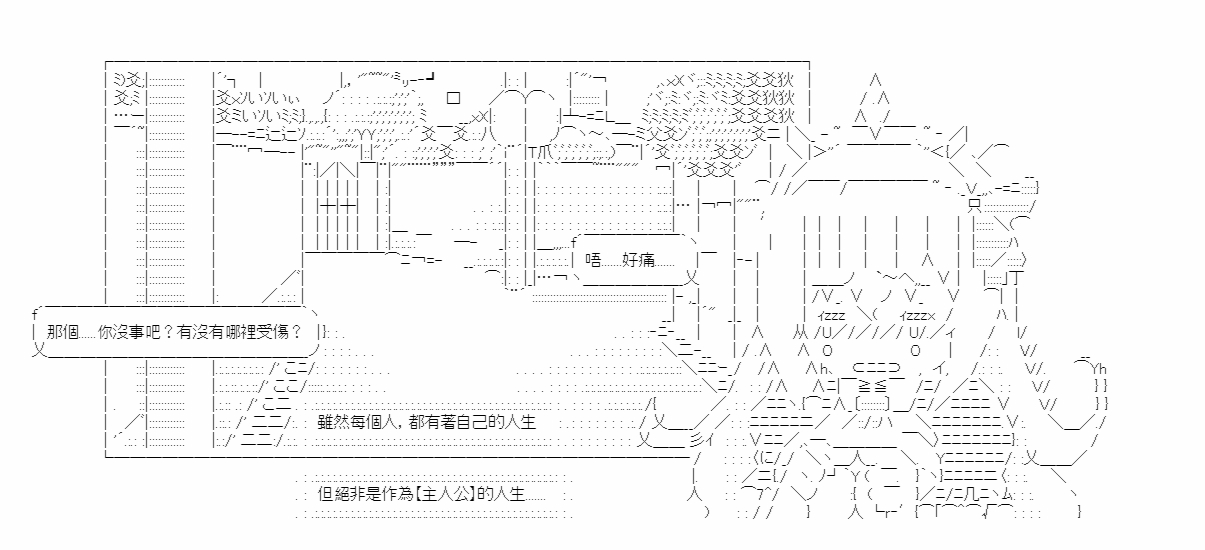 唔......好痛......
那個.....你沒事吧？有沒有哪裡受傷？
雖然每個人，都有著自己的人生
但絕非是作為【主人公】的人生......